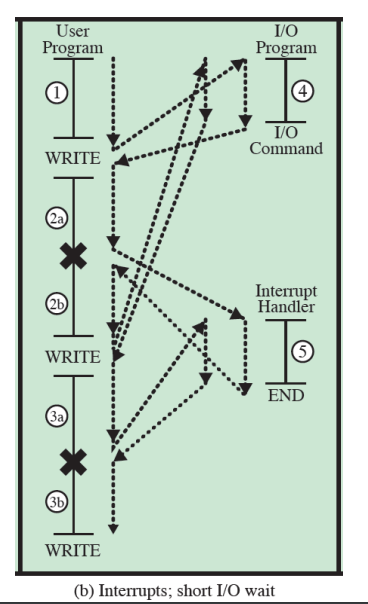 User
Program
I/O
Program
1
4
WRITE
I/O
Command
2a
2b
Interrupt
Handler
WRITE
5
END
3a
3b
WRITE
(b) Interrupts; short I/O wait